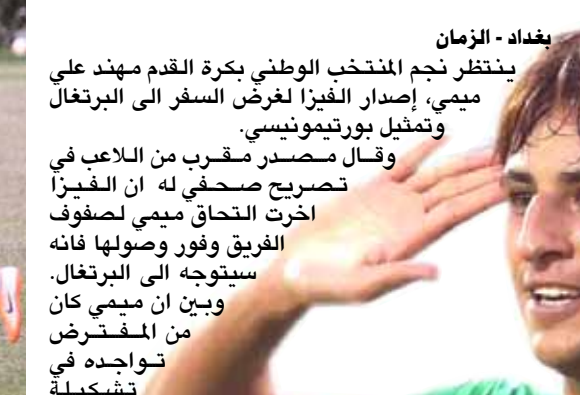 بغداد - الزمان
ينتظر نجم المنتخب الوطني بكرة القدم مهند علي
ميمي، إصدار الفيزا لغرض السفر الى البرتغال
وتمثيل بورتيمونيسي.
وقال مصدر مقرب من اللاعب في
تصريح صحفي له ان الفيزا
اخرت التحاق ميمي لصفوف
الفريق وفور وصولها فانه
سيتوجه الى البرتغال.
وبين ان ميمي كان
من المفترض
تواجده في
تشكيلة